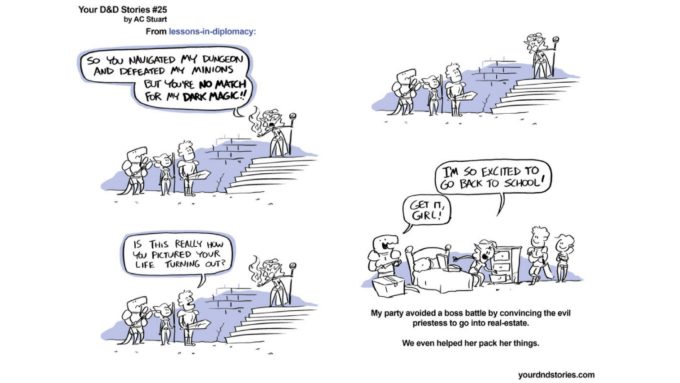 Your D&D Stories #25
by AC Stuart
From lessons-in-diplomacy:
SO YOU NAVIGATED MY DUNGEON
AND DEFEATED MY MINIONS
BUT YOU'RE NO MATCH
FOR MY DARK MAGIC!!
IS THIS REALLY HOW
YOU PICTURED YOUR
LIFE TURNING OUT?
I'M SO EXCITED TO
GO BACK TO SCHOOL!
GET IT,
GIRL!
My party avoided a boss battle by convincing the evil
priestess to go into real-estate.
We even helped her pack her things.
yourdndstories.com